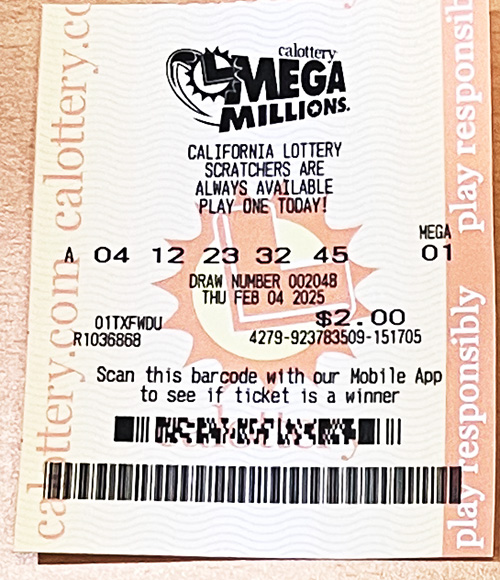 calottery
MEGA
MILLIONS.
CALIFORNIA LOTTERY
SCRATCHERS ARE
ALWAYS AVAILABLE
PLAY ONE TODAY!
MEGA
A 04 12 23 32 45 01
DRAW NUMBER 002048
THU FEB 04 2025
$2.00
01TXFWDU
R1036868 4279-923783509-151705
Scan this barcode with our Mobile App
to see if ticket is a winner
calottery
calottery.com calottery.c
play responsibly play responsib